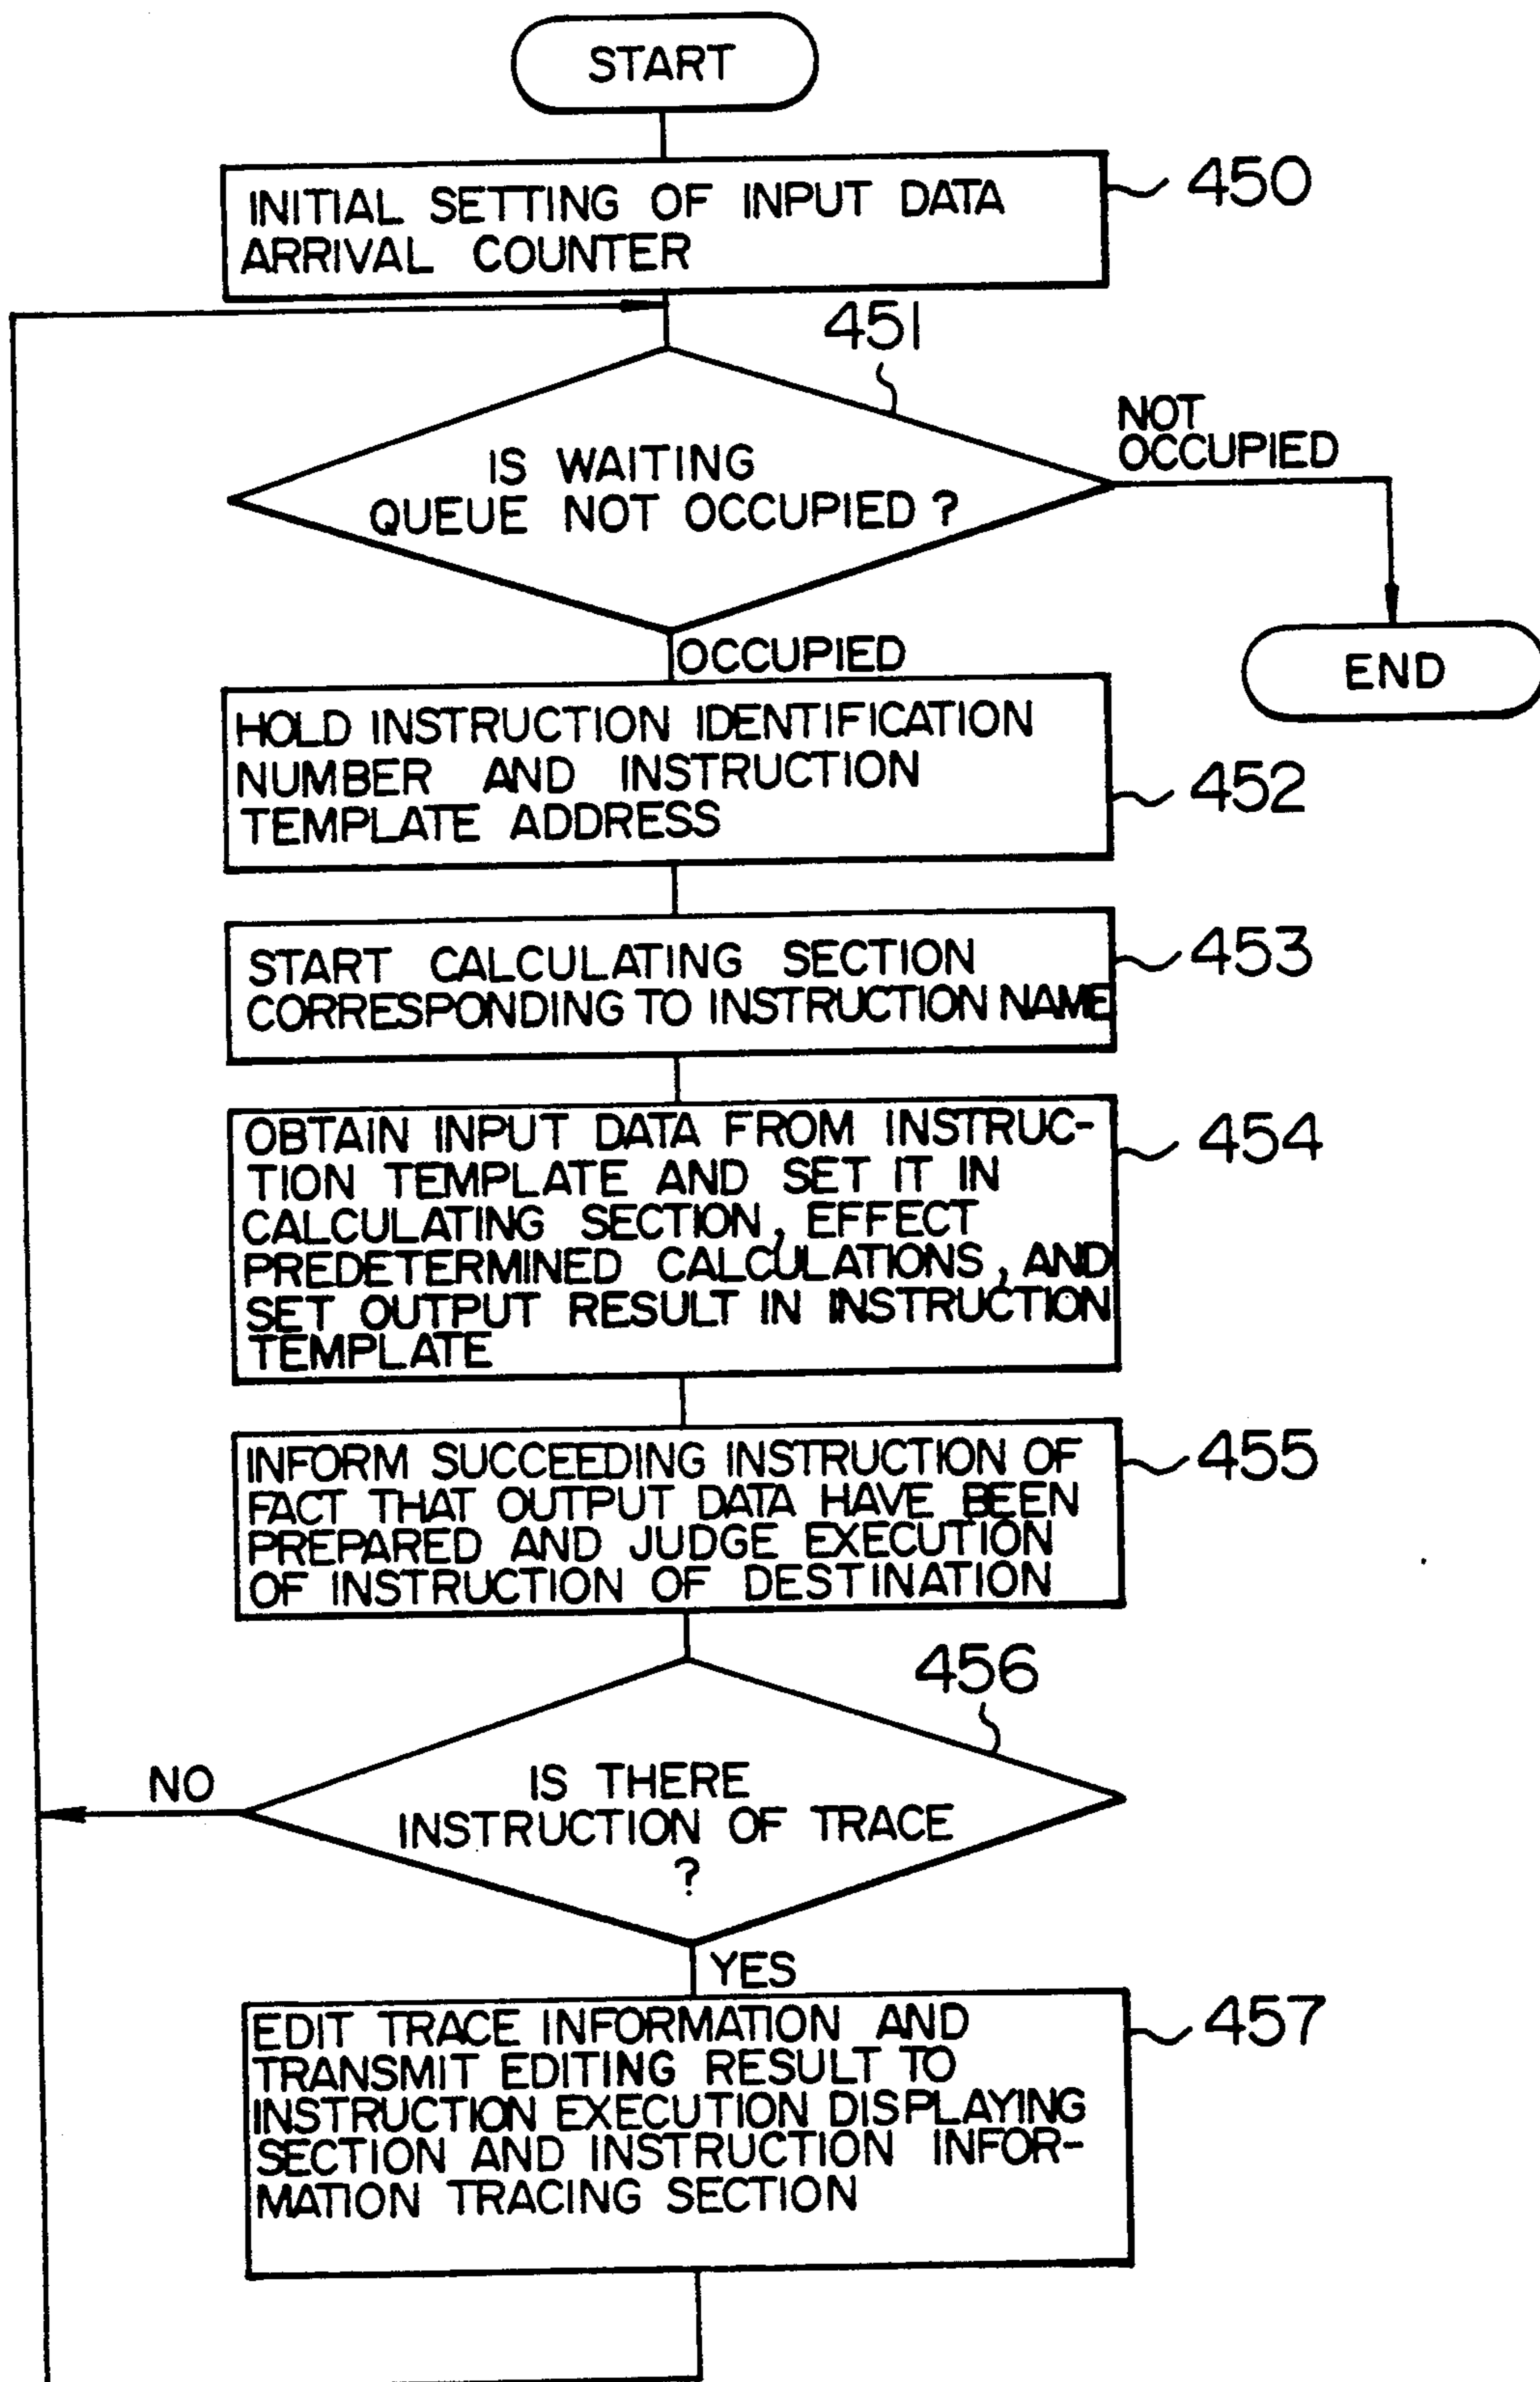 START
INITIAL SETTING OF INPUT DATA
ARRIVAL COUNTER
450
451
IS WAITING
QUEUE NOT OCCUPIED ?
NOT
OCCUPIED
END
OCCUPIED
HOLD INSTRUCTION IDENTIFICATION
NUMBER AND INSTRUCTION
TEMPLATE ADDRESS
452
START CALCULATING SECTION
CORRESPONDING TO INSTRUCTION NAME
453
OBTAIN INPUT DATA FROM INSTRUC-
TION TEMPLATE AND SET IT IN
CALCULATING SECTION, EFFECT
PREDETERMINED CALCULATIONS, AND
SET OUTPUT RESULT IN INSTRUCTION
TEMPLATE
454
INFORM SUCCEEDING INSTRUCTION OF
FACT THAT OUTPUT DATA HAVE BEEN
PREPARED AND JUDGE EXECUTION
OF INSTRUCTION OF DESTINATION
455
456
IS THERE
INSTRUCTION OF TRACE
?
NO
YES
EDIT TRACE INFORMATION AND
TRANSMIT EDITING RESULT TO
INSTRUCTION EXECUTION DISPLAYING
SECTION AND INSTRUCTION INFOR-
MATION TRACING SECTION
457